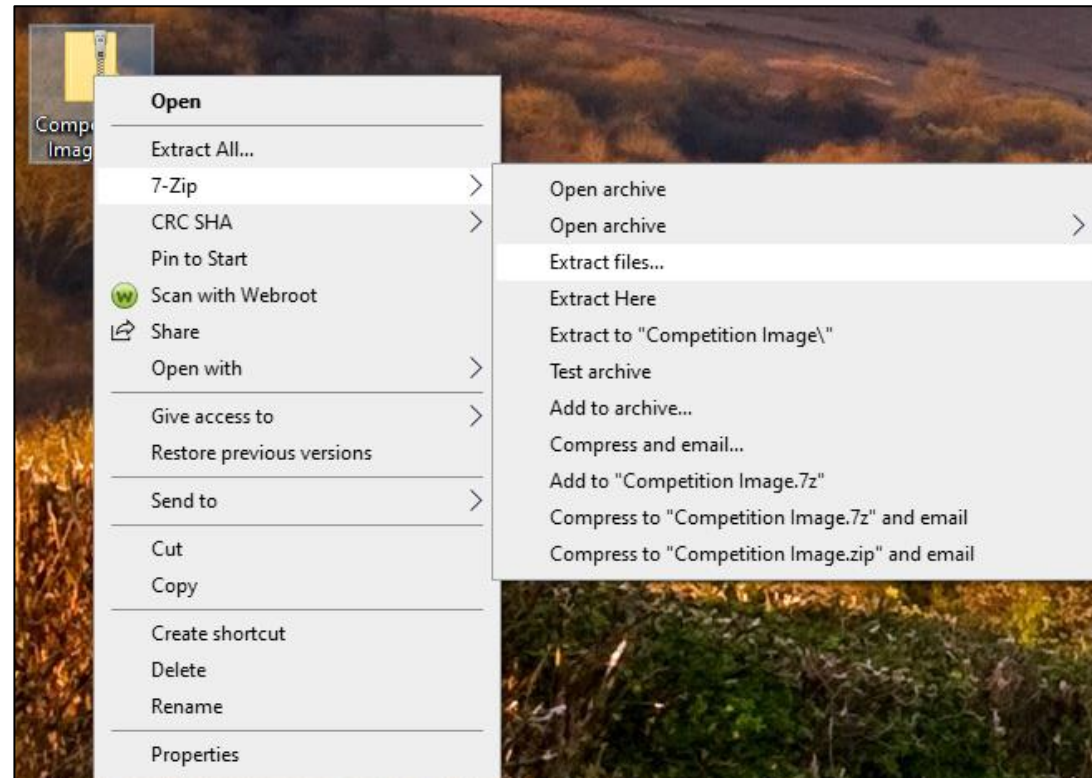 Comp
Imag
Open
Extract All...
7-Zip
CRC SHA
Pin to Start
Scan with Webroot
Share
Open with
Give access to
Restore previous versions
Send to
Cut
Copy
Create shortcut
Delete
Rename
Properties
Open archive
Open archive
Extract files...
Extract Here
Extract to "Competition Image\"
Test archive
Add to archive...
Compress and email...
Add to "Competition Image.7z"
Compress to "Competition Image.7z" and email
Compress to "Competition Image.zip" and email